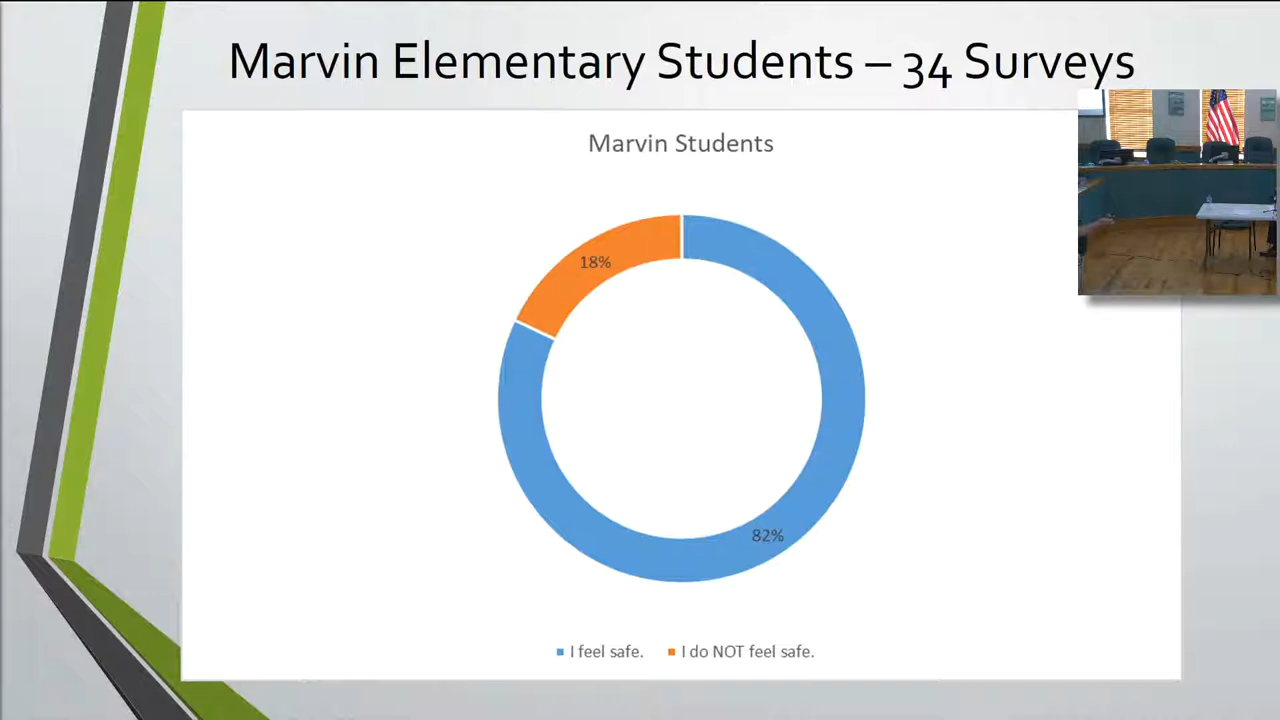 Marvin Elementary Students – 34 Surveys
Marvin Students
18%
82%
I feel safe. I do NOT feel safe.